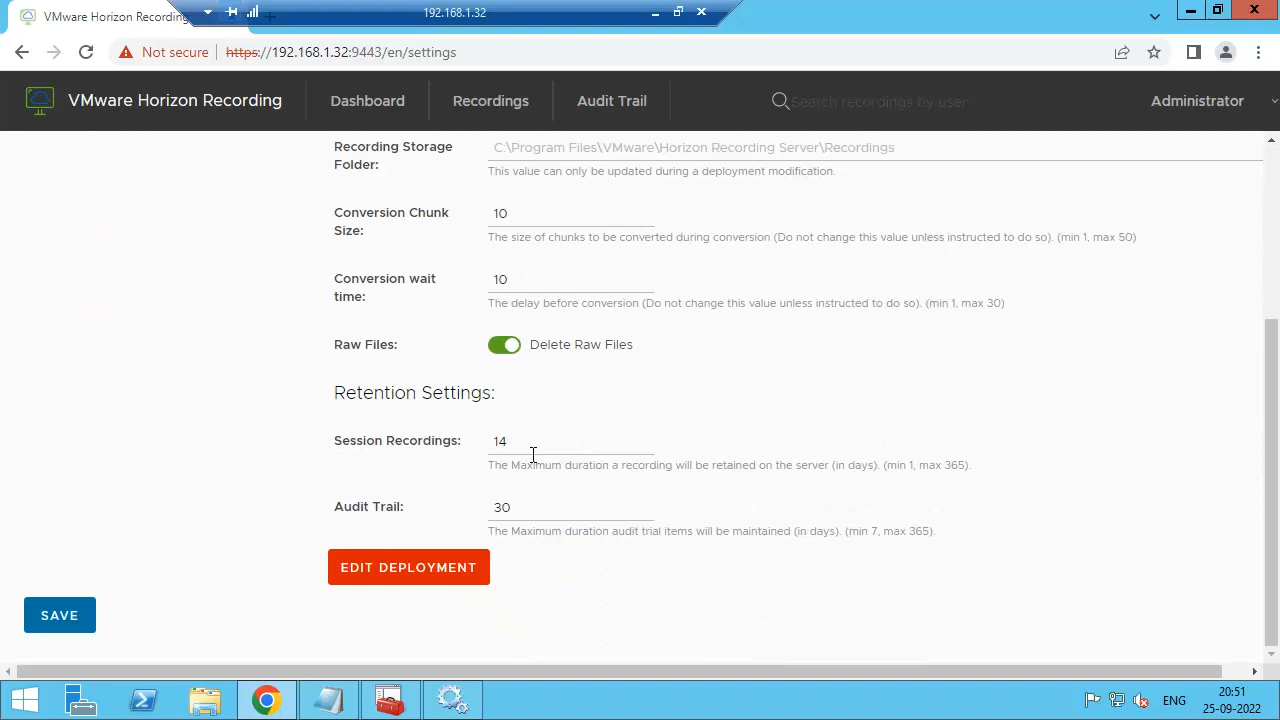 192.168.1.32
VMware Horizon Recording
Not secure https://192.168.1.32:9443/en/settings
VMware Horizon Recording Dashboard Recordings Audit Trail Search recordings by user Administrator
Recording Storage Folder: C:\Program Files\VMware\Horizon Recording Server\Recordings
This value can only be updated during a deployment modification.
Conversion Chunk Size: 10
The size of chunks to be converted during conversion (Do not change this value unless instructed to do so). (min 1, max 50)
Conversion wait time: 10
The delay before conversion (Do not change this value unless instructed to do so). (min 1, max 30)
Raw Files: Delete Raw Files
Retention Settings:
Session Recordings: 14
The Maximum duration a recording will be retained on the server (in days). (min 1, max 365).
Audit Trail: 30
The Maximum duration audit trial items will be maintained (in days). (min 7, max 365).
EDIT DEPLOYMENT
SAVE
ENG 20:51
25-09-2022